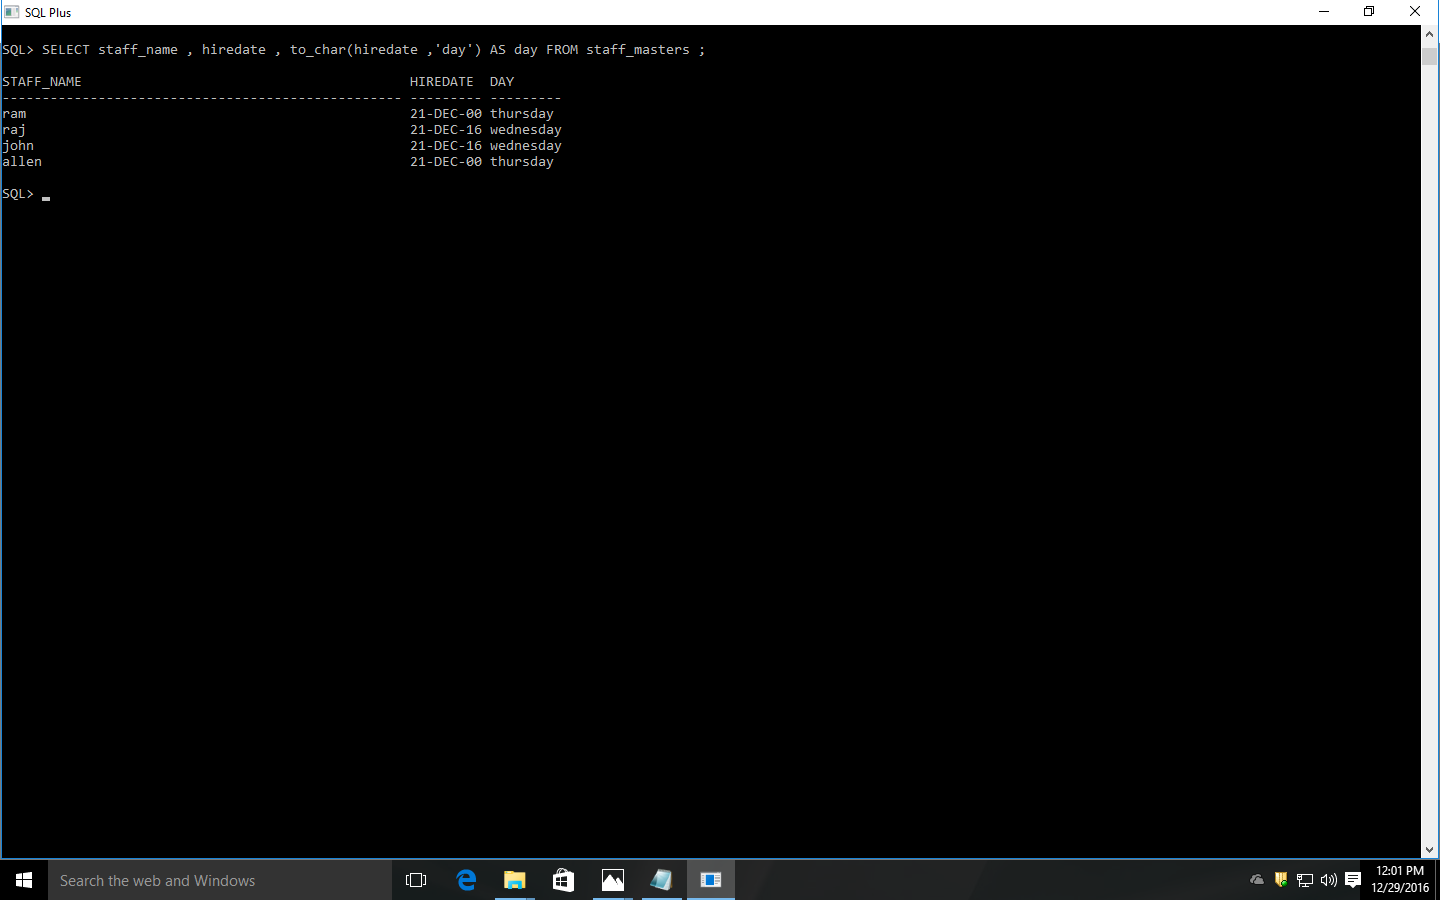 SQL Plus
SQL> SELECT staff_name , hiredate , to_char(hiredate ,'day') AS day FROM staff_masters ;
STAFF_NAME HIREDATE DAY
-------------------------------------------------- --------- ---------
ram 21-DEC-00 thursday
raj 21-DEC-16 wednesday
john 21-DEC-16 wednesday
allen 21-DEC-00 thursday
SQL>
Search the web and Windows
12:01 PM
12/29/2016